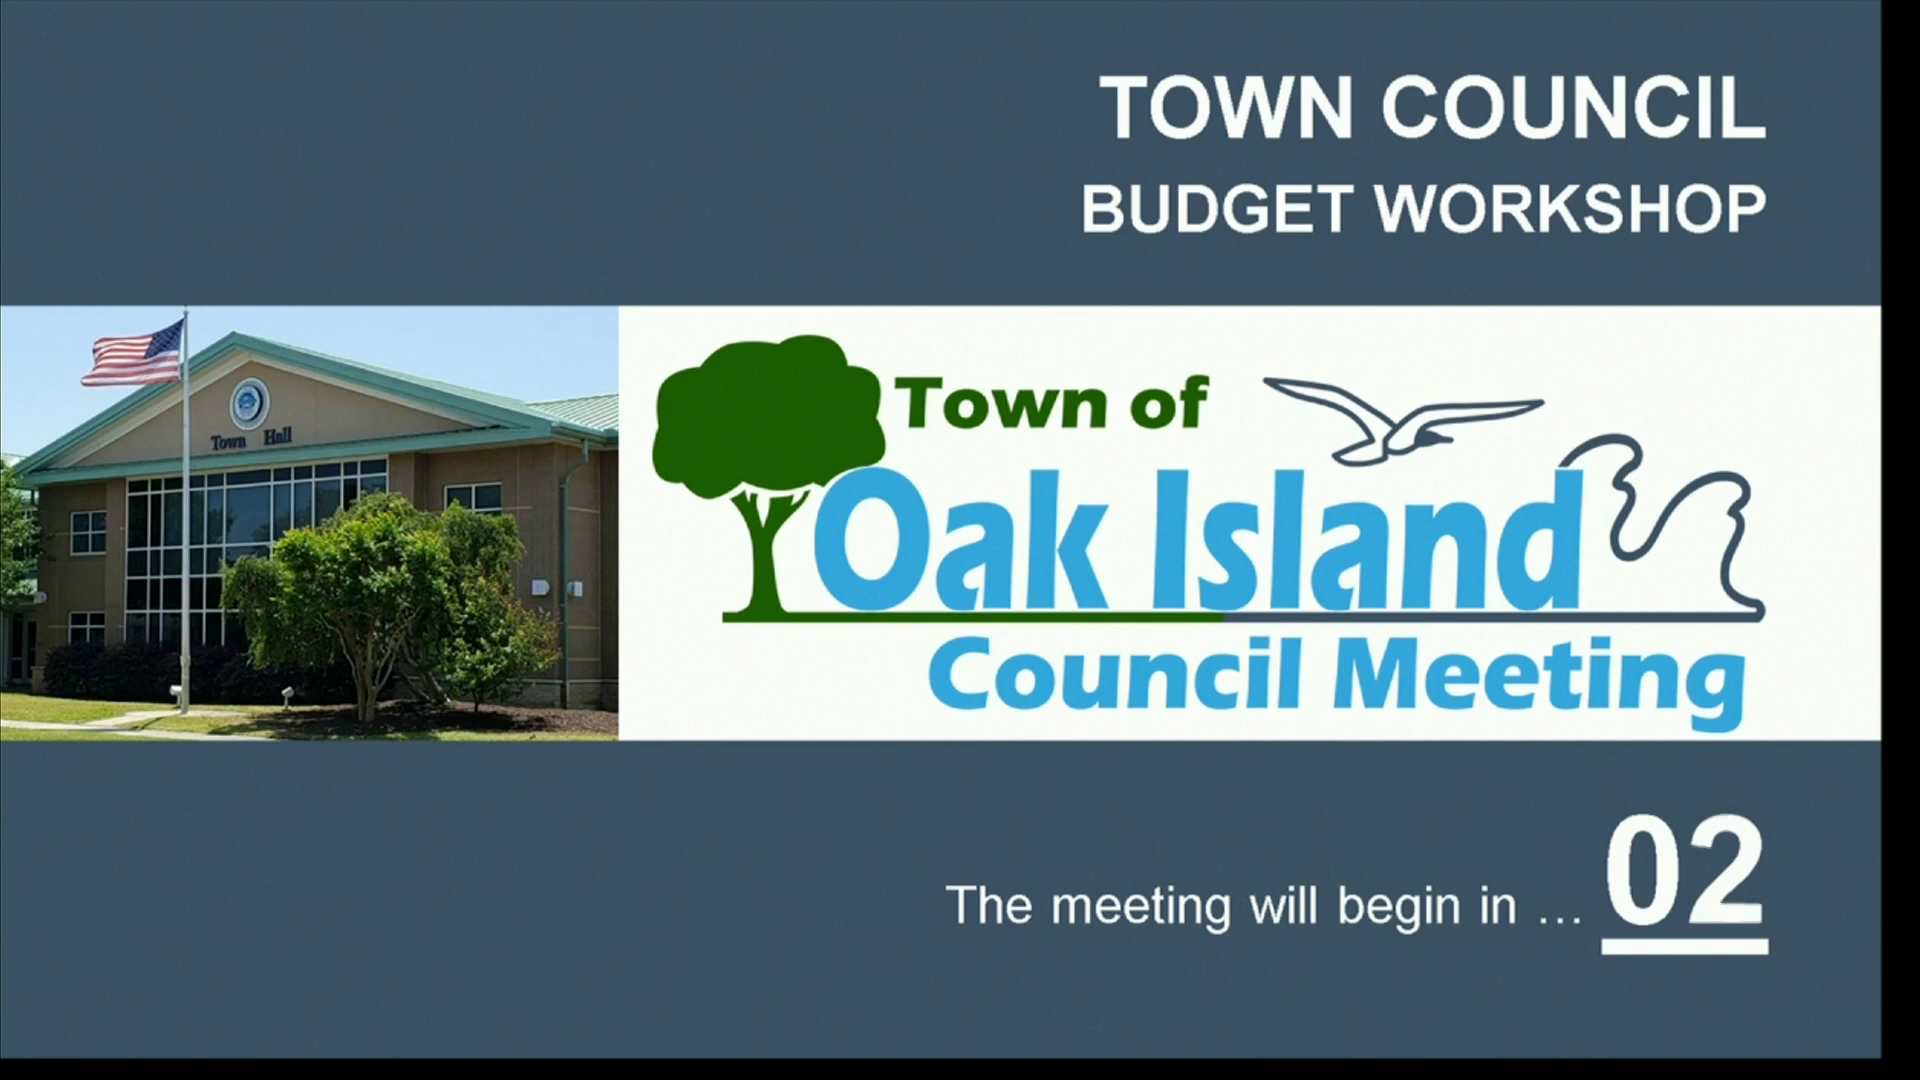 TOWN COUNCIL
BUDGET WORKSHOP
Town Hall
Town of
Oak Island
Council Meeting
The meeting will begin in ... 02